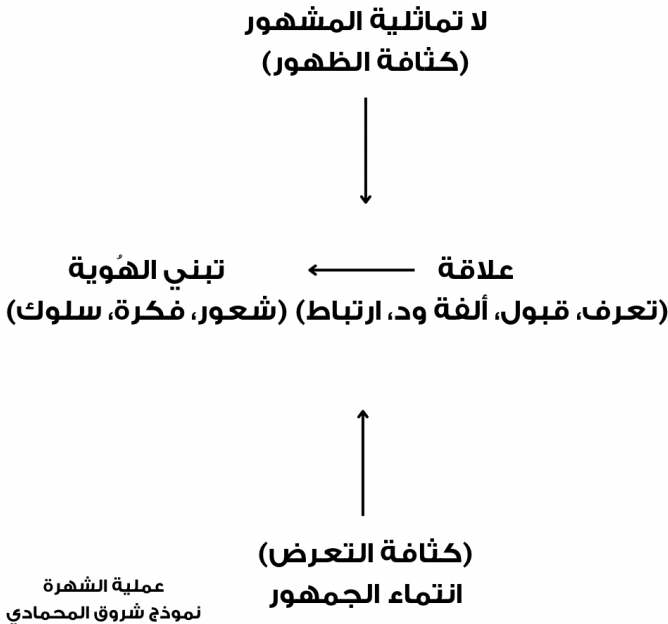 لا تماثلية المشهور
(كثافة الظهور)
علاقة
(تعرف، قبول، ألفة ود، ارتباط)
تبني الهُوية
(شعور، فكرة، سلوك)
(كثافة التعرض)
انتماء الجمهور
عملية الشهرة
نموذج شروق المحمادي